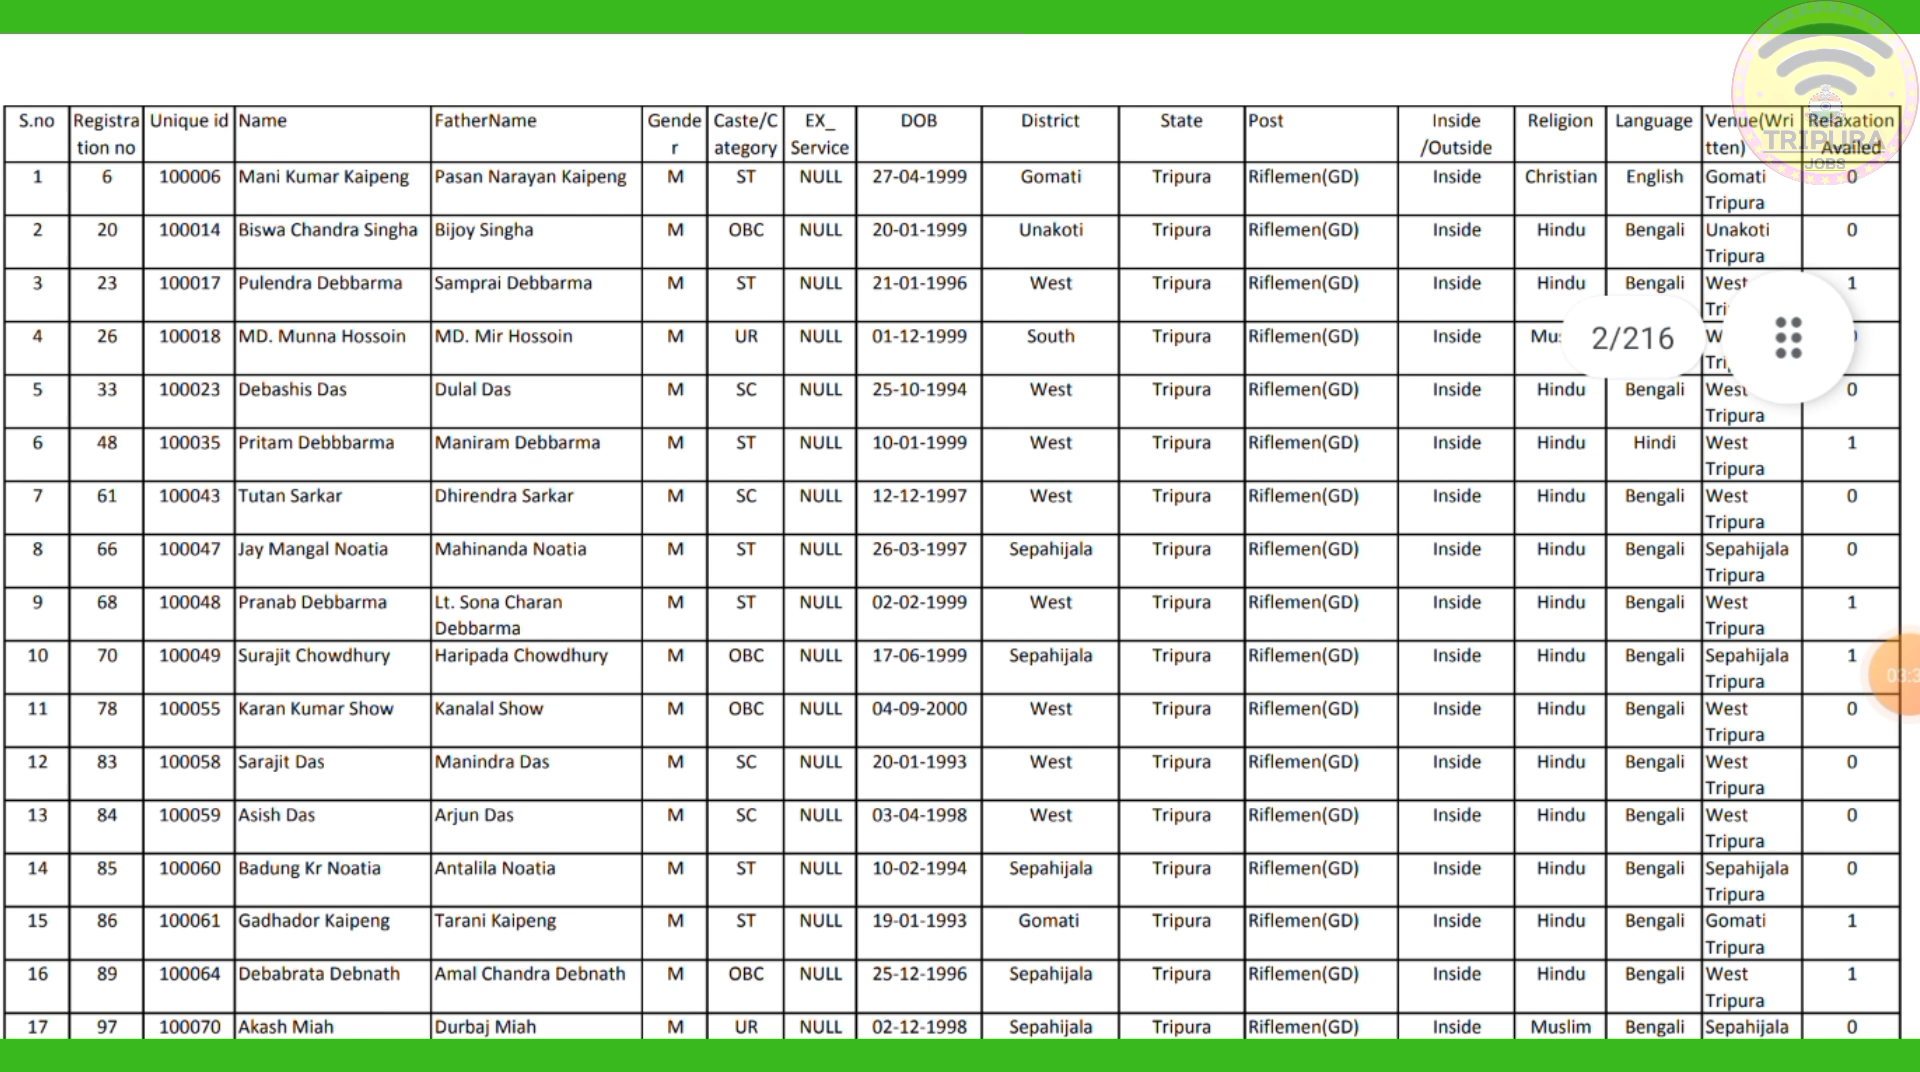 S.no Registra Unique id Name FatherName Gende Caste/C EX_ DOB District State Post Inside Religion Language Venue(Wri Relaxation
tion no r ategory Service /Outside tten) Availed
TRIPURA
JOBS
1 6 100006 Mani Kumar Kaipeng Pasan Narayan Kaipeng M ST NULL 27-04-1999 Gomati Tripura Riflemen(GD) Inside Christian English Gomati 0
Tripura
2 20 100014 Biswa Chandra Singha Bijoy Singha M OBC NULL 20-01-1999 Unakoti Tripura Riflemen(GD) Inside Hindu Bengali Unakoti 0
Tripura
3 23 100017 Pulendra Debbarma Samprai Debbarma M ST NULL 21-01-1996 West Tripura Riflemen(GD) Inside Hindu Bengali West 1
4 26 100018 MD. Munna Hossoin MD. Mir Hossoin M UR NULL 01-12-1999 South Tripura Riflemen(GD) Inside
2/216
5 33 100023 Debashis Das Dulal Das M SC NULL 25-10-1994 West Tripura Riflemen(GD) Inside Hindu Bengali West 0
Tripura
6 48 100035 Pritam Debbbarma Maniram Debbarma M ST NULL 10-01-1999 West Tripura Riflemen(GD) Inside Hindu Hindi West 1
Tripura
7 61 100043 Tutan Sarkar Dhirendra Sarkar M SC NULL 12-12-1997 West Tripura Riflemen(GD) Inside Hindu Bengali West 0
Tripura
8 66 100047 Jay Mangal Noatia Mahinanda Noatia M ST NULL 26-03-1997 Sepahijala Tripura Riflemen(GD) Inside Hindu Bengali Sepahijala 0
Tripura
9 68 100048 Pranab Debbarma Lt. Sona Charan M ST NULL 02-02-1999 West Tripura Riflemen(GD) Inside Hindu Bengali West 1
Debbarma Tripura
10 70 100049 Surajit Chowdhury Haripada Chowdhury M OBC NULL 17-06-1999 Sepahijala Tripura Riflemen(GD) Inside Hindu Bengali Sepahijala 1
Tripura
11 78 100055 Karan Kumar Show Kanalal Show M OBC NULL 04-09-2000 West Tripura Riflemen(GD) Inside Hindu Bengali West 0
Tripura
12 83 100058 Sarajit Das Manindra Das M SC NULL 20-01-1993 West Tripura Riflemen(GD) Inside Hindu Bengali West 0
Tripura
13 84 100059 Asish Das Arjun Das M SC NULL 03-04-1998 West Tripura Riflemen(GD) Inside Hindu Bengali West 0
Tripura
14 85 100060 Badung Kr Noatia Antalila Noatia M ST NULL 10-02-1994 Sepahijala Tripura Riflemen(GD) Inside Hindu Bengali Sepahijala 0
Tripura
15 86 100061 Gadhador Kaipeng Tarani Kaipeng M ST NULL 19-01-1993 Gomati Tripura Riflemen(GD) Inside Hindu Bengali Gomati 1
Tripura
16 89 100064 Debabrata Debnath Amal Chandra Debnath M OBC NULL 25-12-1996 Sepahijala Tripura Riflemen(GD) Inside Hindu Bengali West 1
Tripura
17 97 100070 Akash Miah Durbaj Miah M UR NULL 02-12-1998 Sepahijala Tripura Riflemen(GD) Inside Muslim Bengali Sepahijala 0